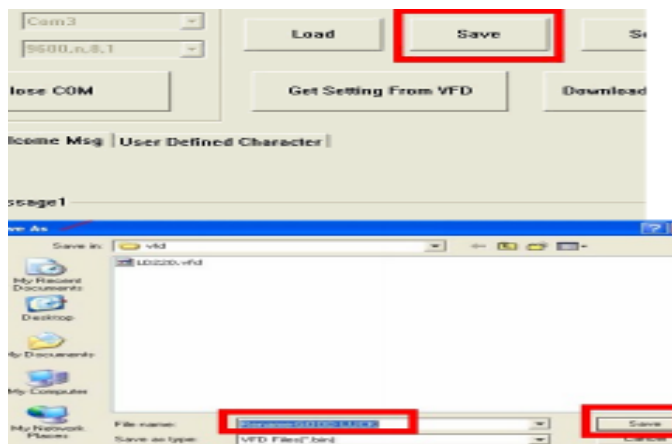 Com3
Load Save
9600,n,8,1
lose COM Get Setting From VFD Download
lcome Msg User Defined Character
ssage1
ve As
Save in: vfd
LD220.vfd
My Recent
Documents
Desktop
My Documents
My Computer
My Network
Places
File name: Save
Save as type: VFD Files(*.bin) Cancel